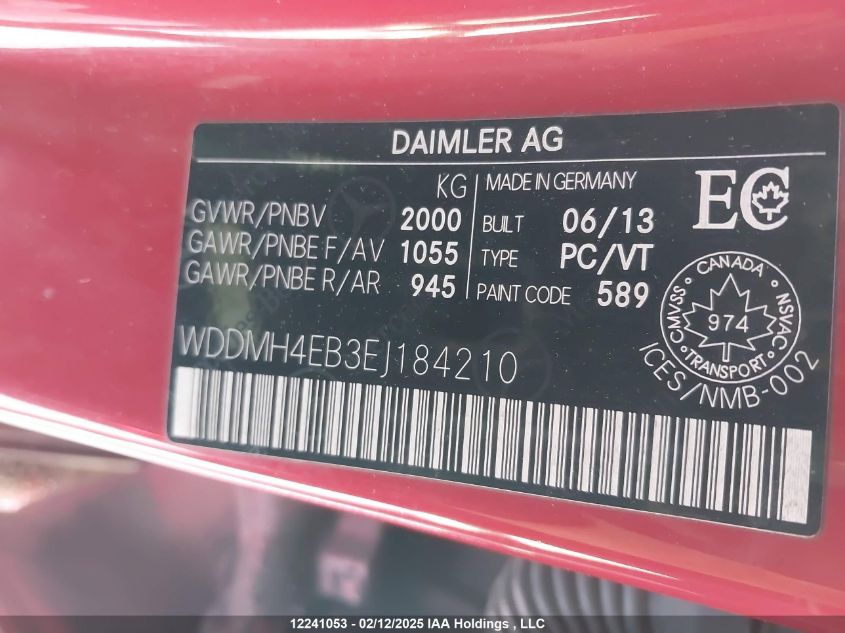 DAIMLER AG
KG
GVWR/PNBV 2000
GAWR/PNBE F/AV 1055
GAWR/PNBE R/AR 945
MADE IN GERMANY
BUILT 06/13
TYPE PC/VT
PAINT CODE 589
EC
CANADA
CMVSS 974 NSVAC
TRANSPORT
ICES/NMB-002
WDDMH4EB3EJ184210
12241053 - 02/12/2025 IAA Holdings , LLC